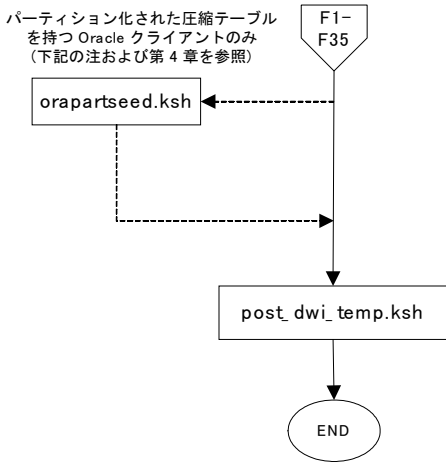 パーティション化された圧縮テーブル
を持つ Oracle クライアントのみ
(下記の注および第 4 章を参照)
F1-
F35
orapartseed.ksh
post_dwi_temp.ksh
END